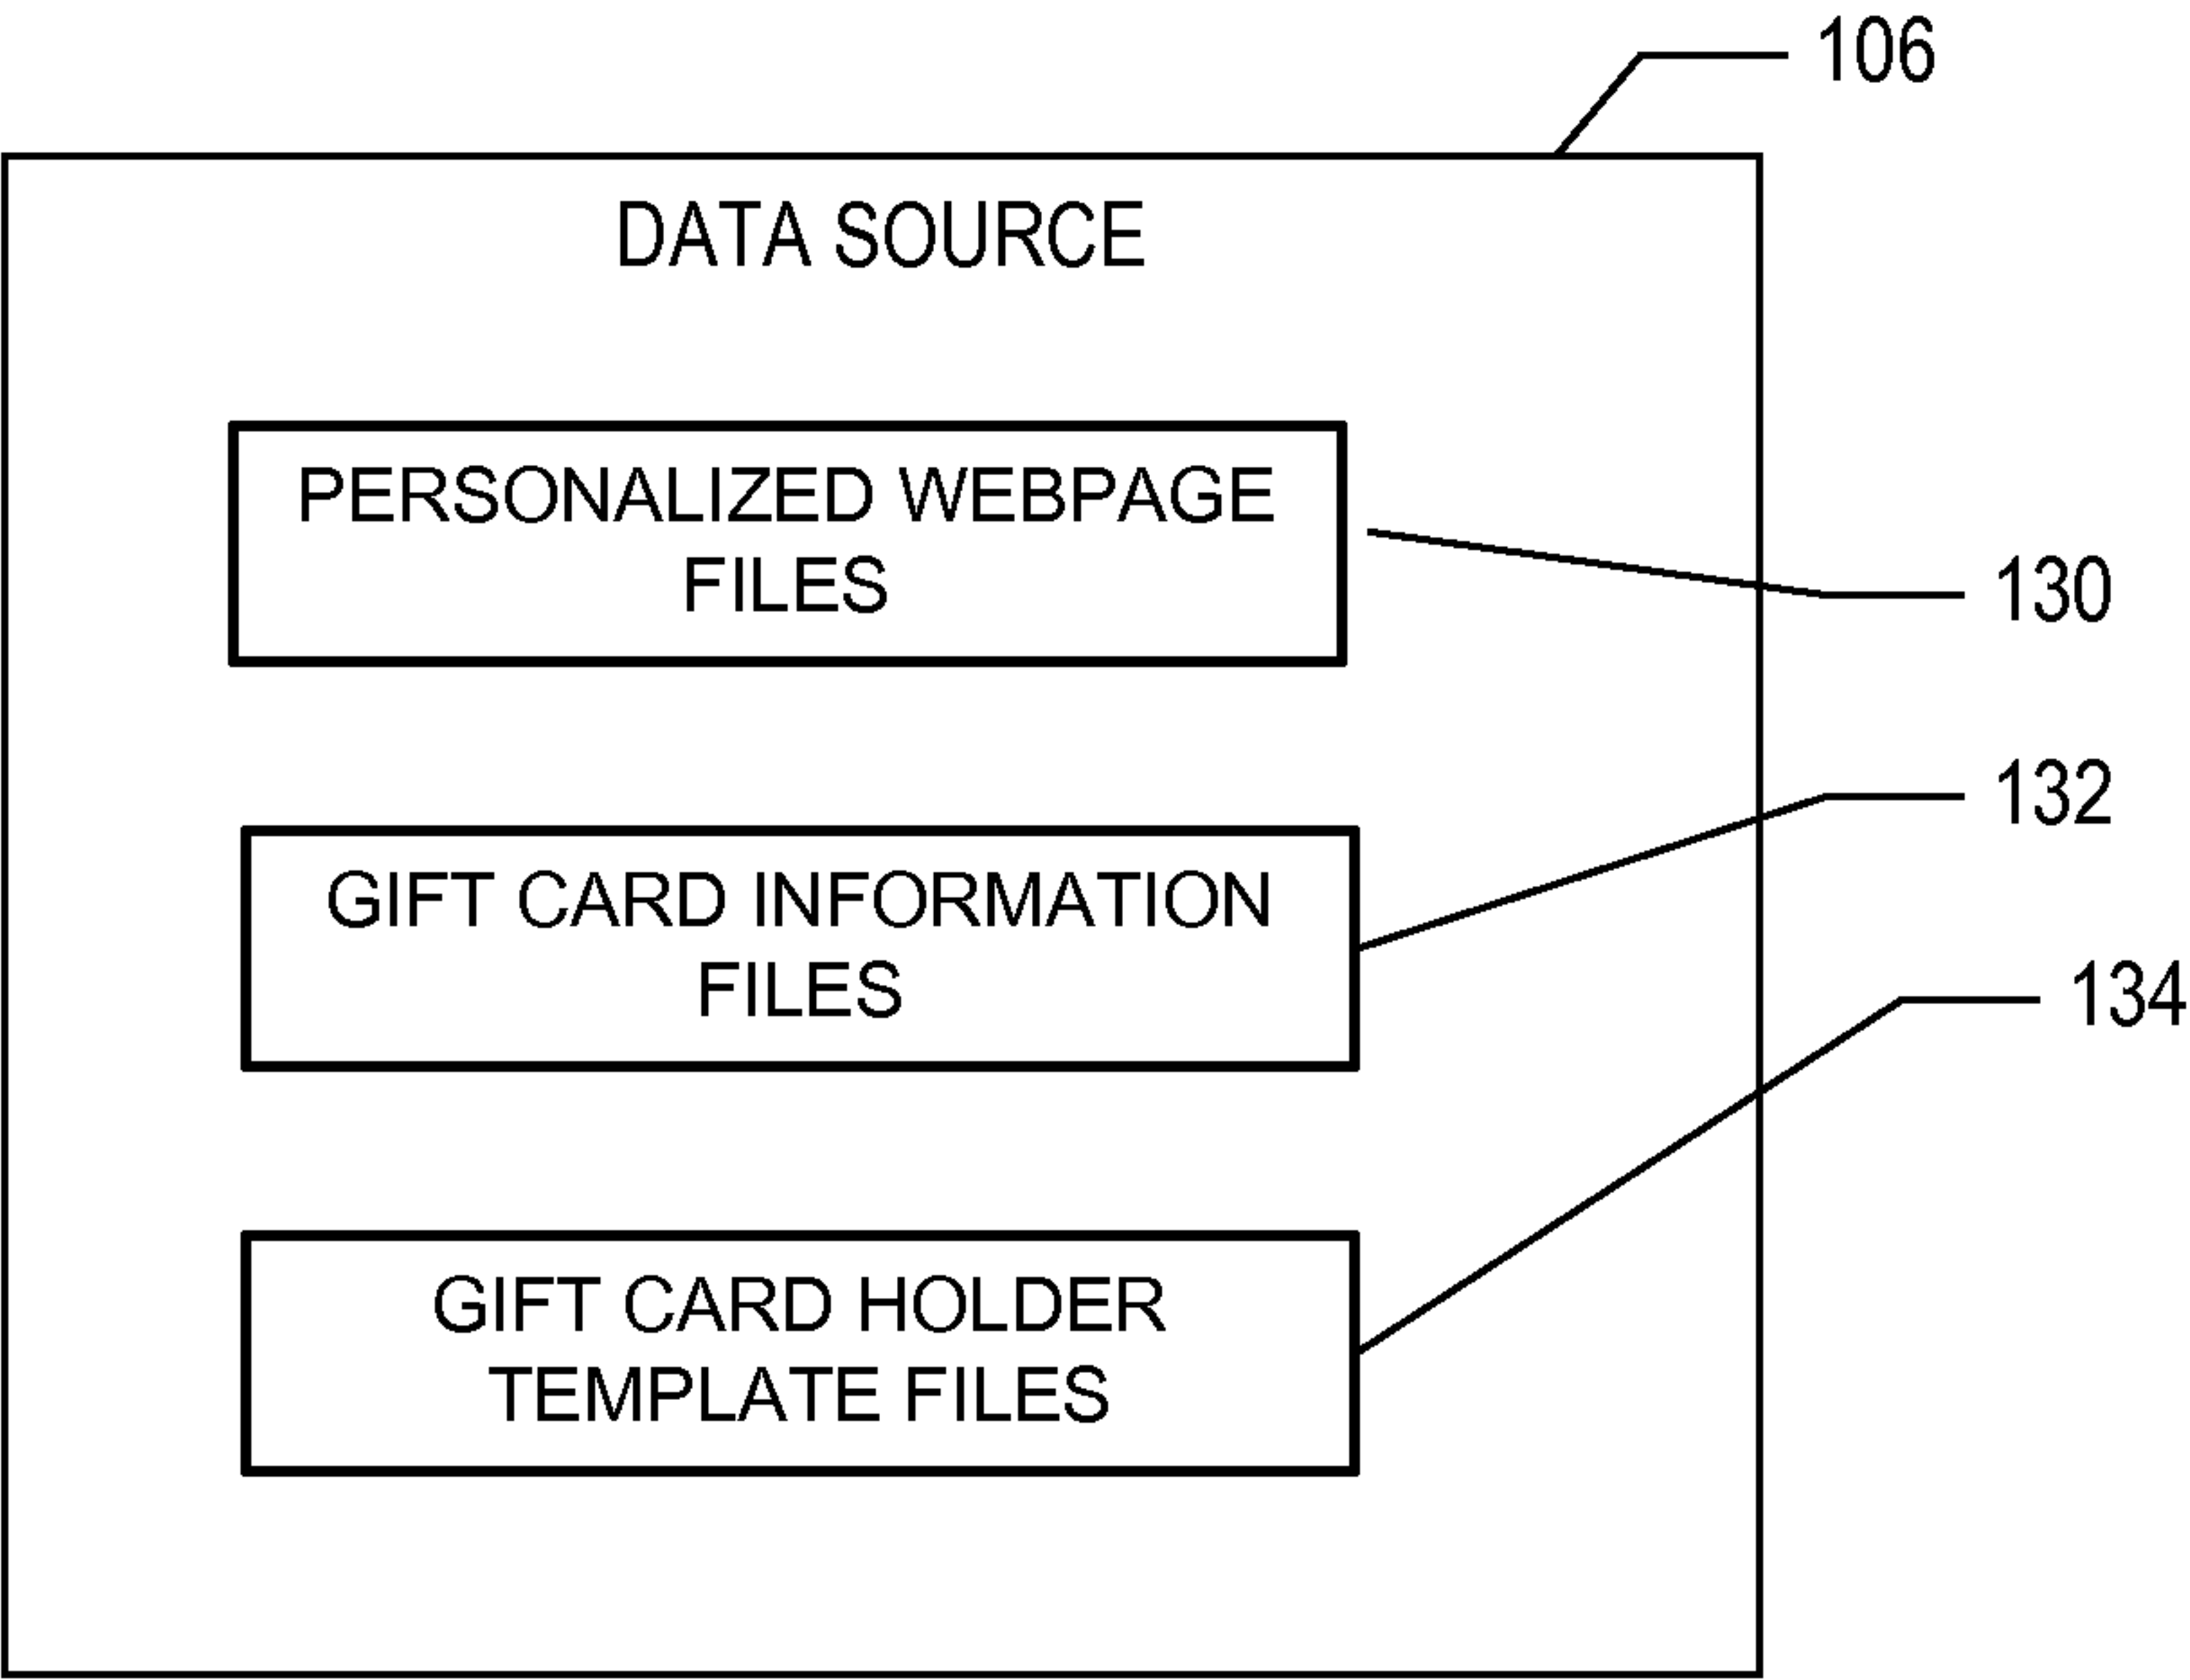 106
DATA SOURCE
PERSONALIZED WEBPAGE
FILES
130
132
GIFT CARD INFORMATION
FILES
134
GIFT CARD HOLDER
TEMPLATE FILES